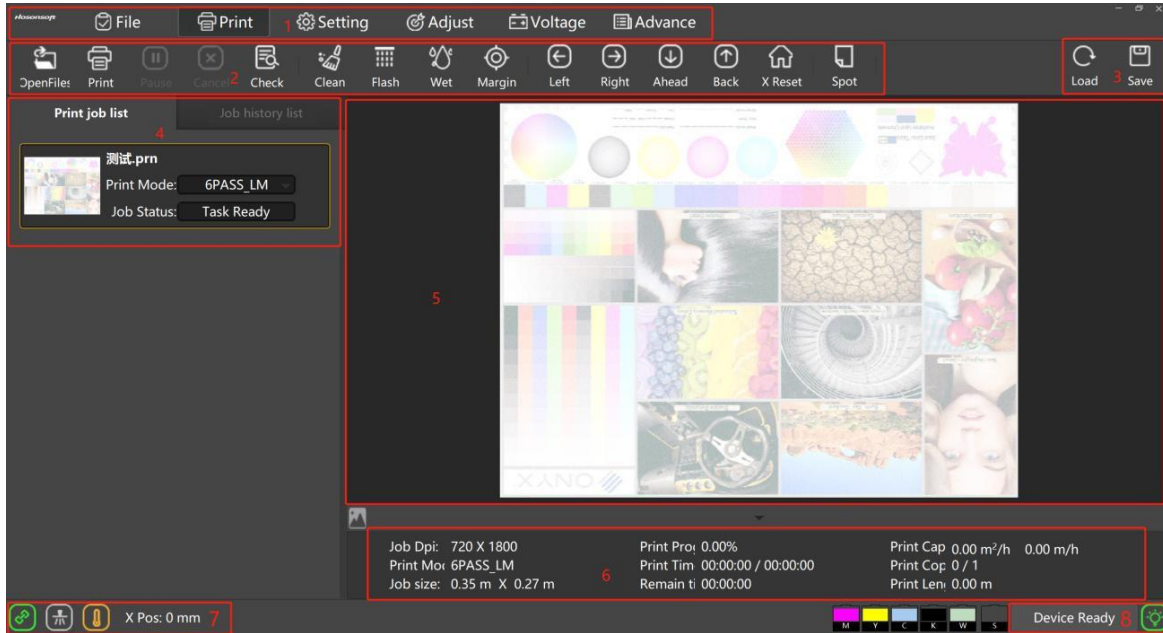 Hosonsoft
File Print 1 Setting Adjust Voltage Advance
OpenFiles Print Pause Cancel 2 Check Clean Flash Wet Margin Left Right Ahead Back X Reset Spot Load 3 Save
Print job list Job history list
4
测试.prn
Print Mode: 6PASS_LM
Job Status: Task Ready
5
ONYX
Job Dpi: 720 X 1800 Print Pro 0.00% Print Cap 0.00 m²/h 0.00 m/h
Print Mo 6PASS_LM Print Tim 00:00:00 / 00:00:00 Print Cop 0 / 1
Job size: 0.35 m X 0.27 m 6 Remain ti 00:00:00 Print Len 0.00 m
X Pos: 0 mm 7 M Y C K W S Device Ready 8